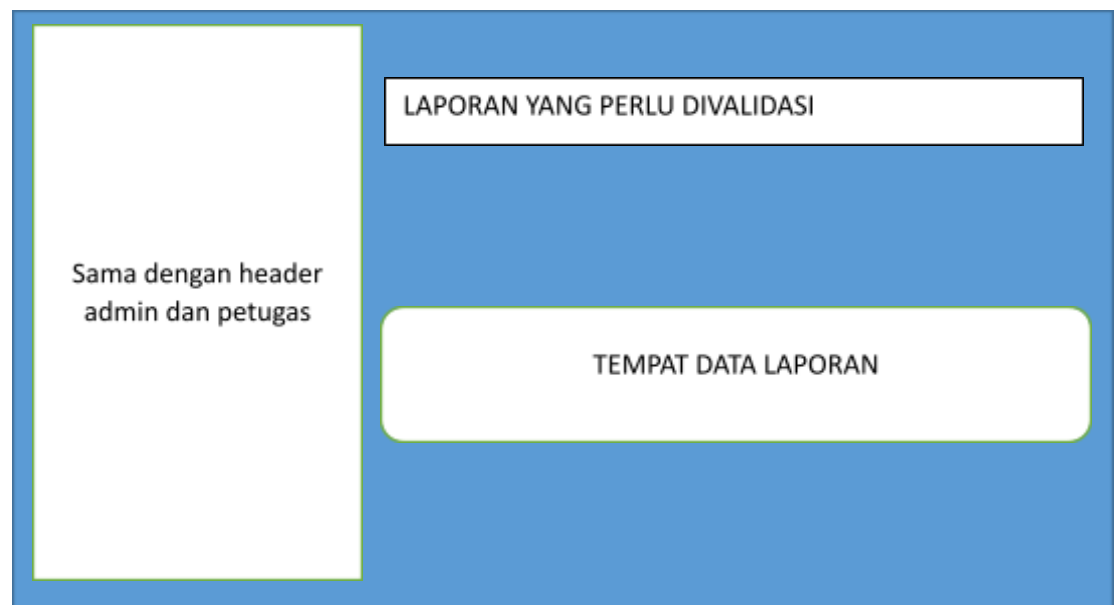 LAPORAN YANG PERLU DIVALIDASI
Sama dengan header
admin dan petugas
TEMPAT DATA LAPORAN